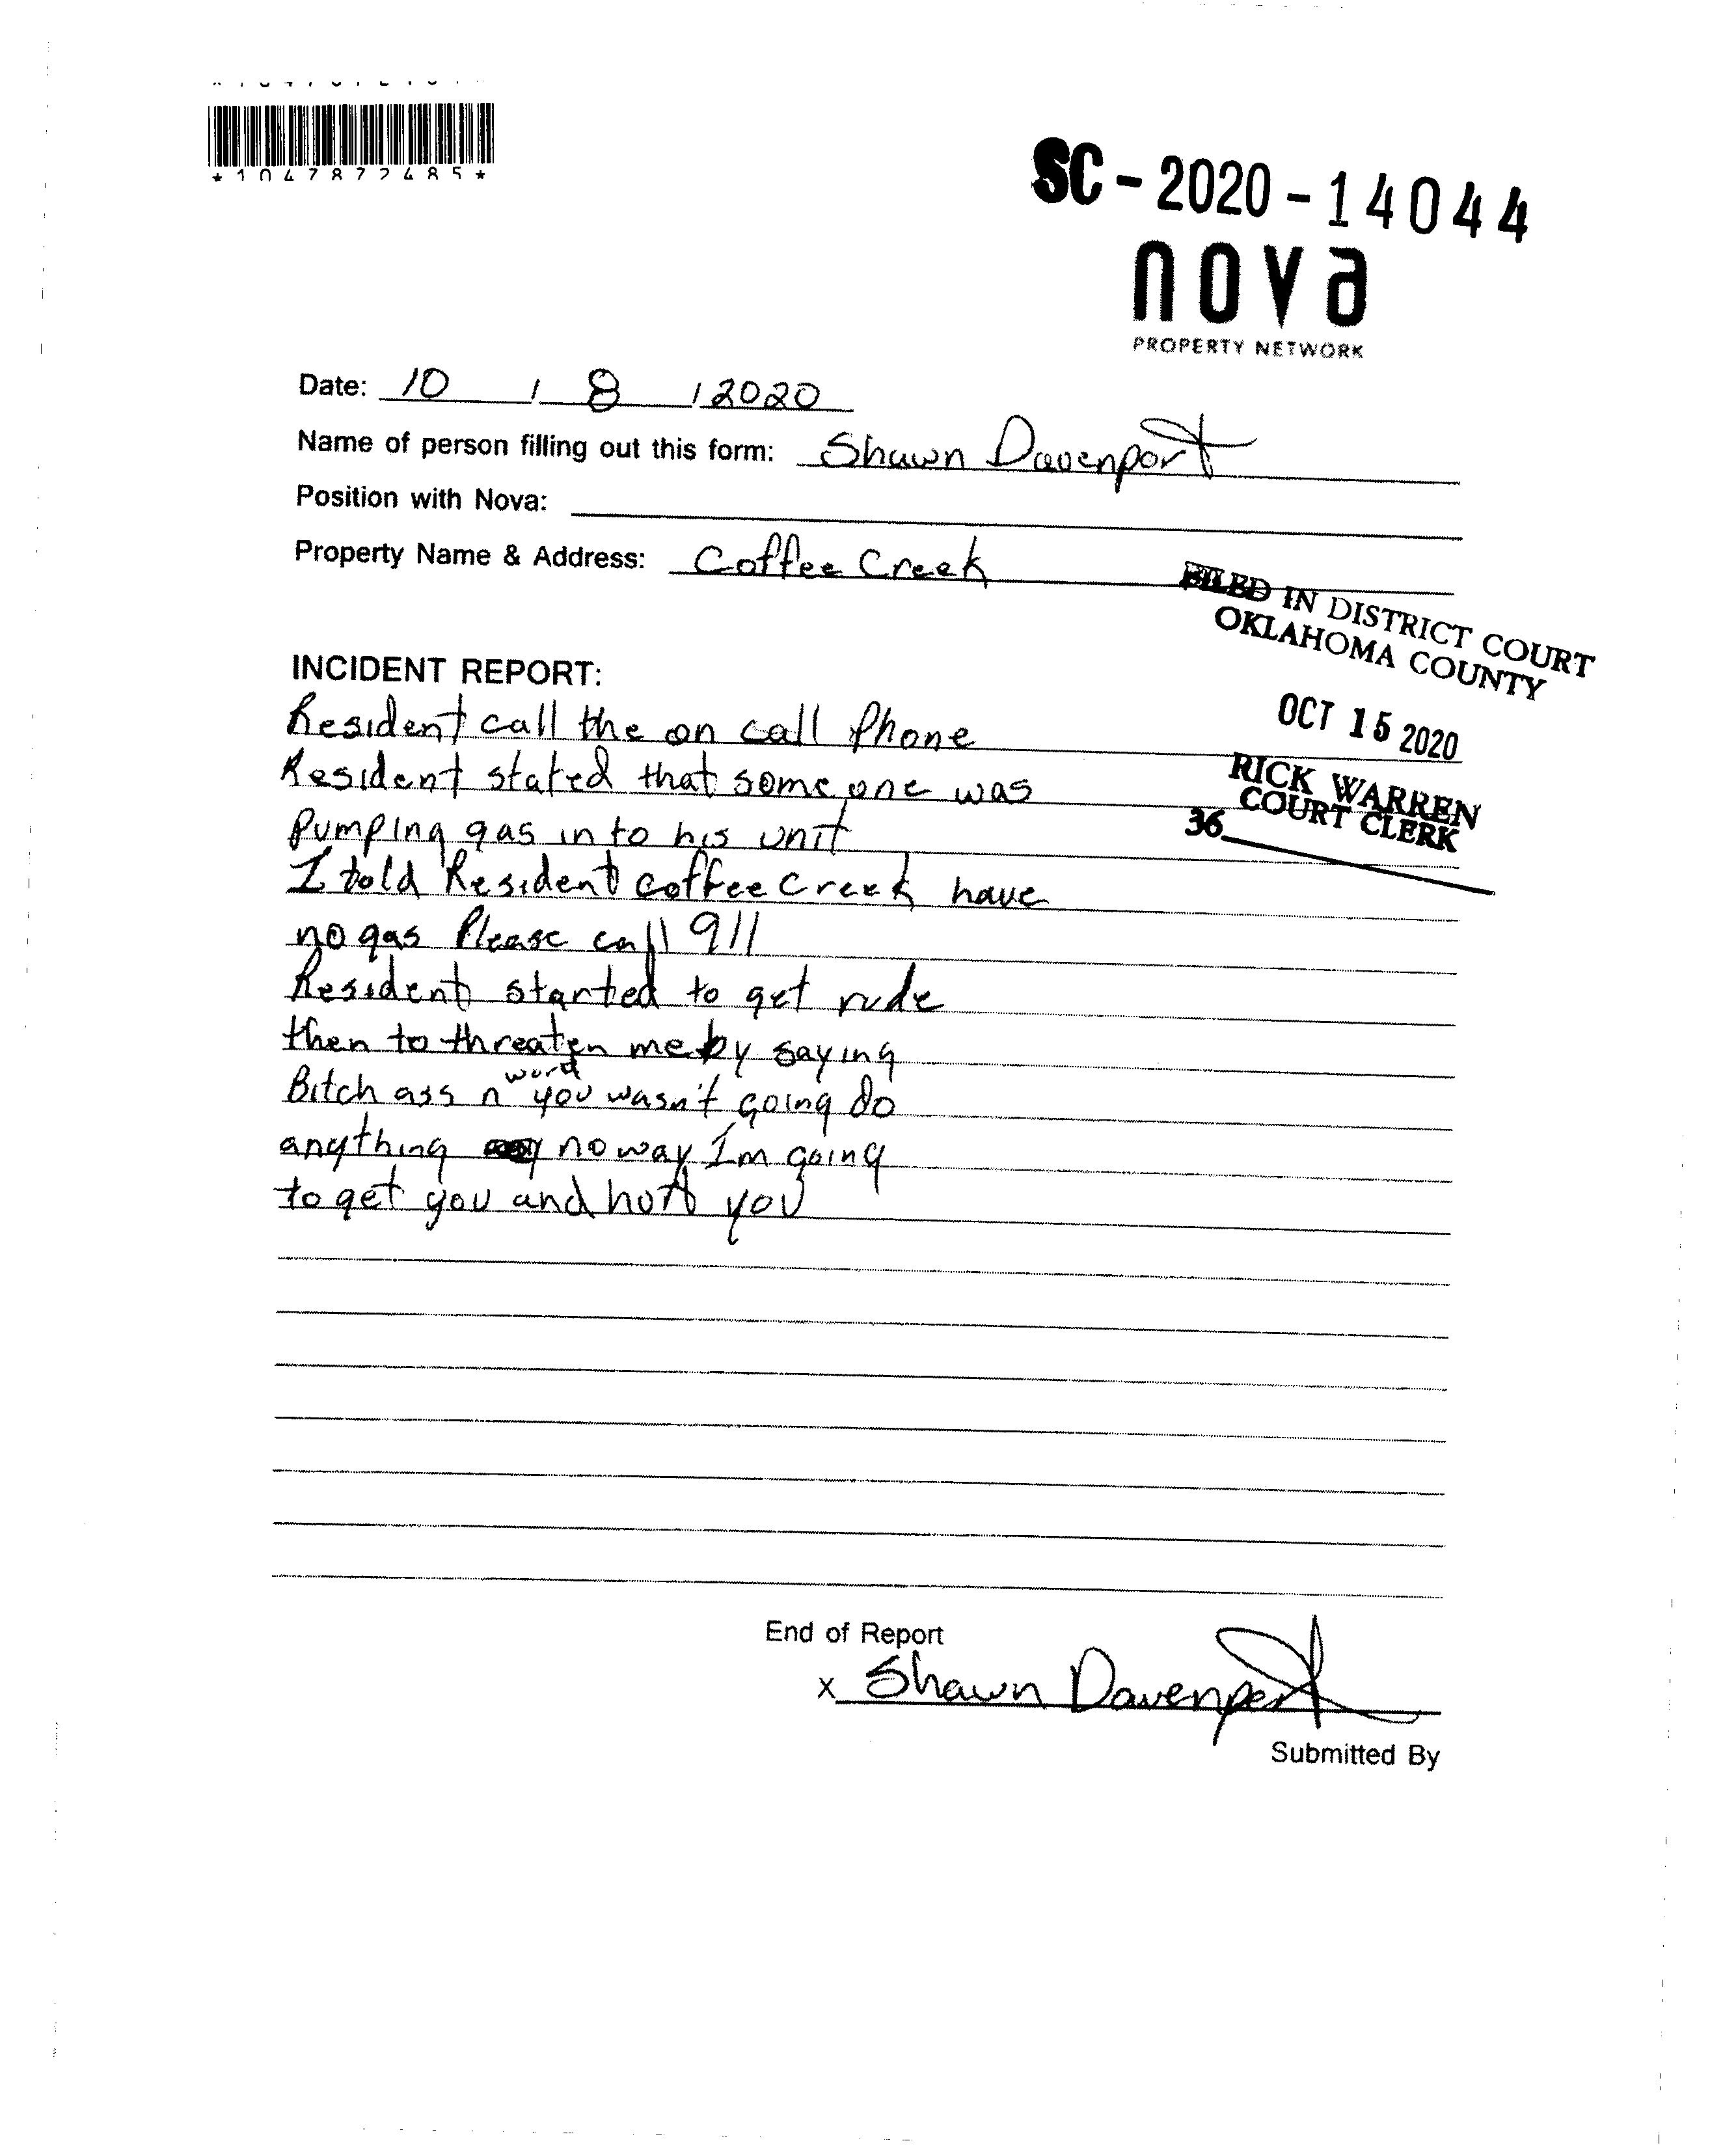 *1047872485*
SC-2020-14044
nova
PROPERTY NETWORK
Date: 10 / 8 / 2020
Name of person filling out this form: Shawn Davenport
Position with Nova:
Property Name & Address: Coffee Creek
FILED IN DISTRICT COURT
OKLAHOMA COUNTY
OCT 15 2020
RICK WARREN
COURT CLERK
36
INCIDENT REPORT:
Resident call the on call Phone
Resident stated that some one was
Pumping gas in to his unit
I told Resident coffee Creek have
no gas Please call 911
Resident started to get rude
then to threaten me by saying
Bitch ass n word you wasn't going do
anything no way I'm going
to get you and hurt you
End of Report
x Shawn Davenport
Submitted By